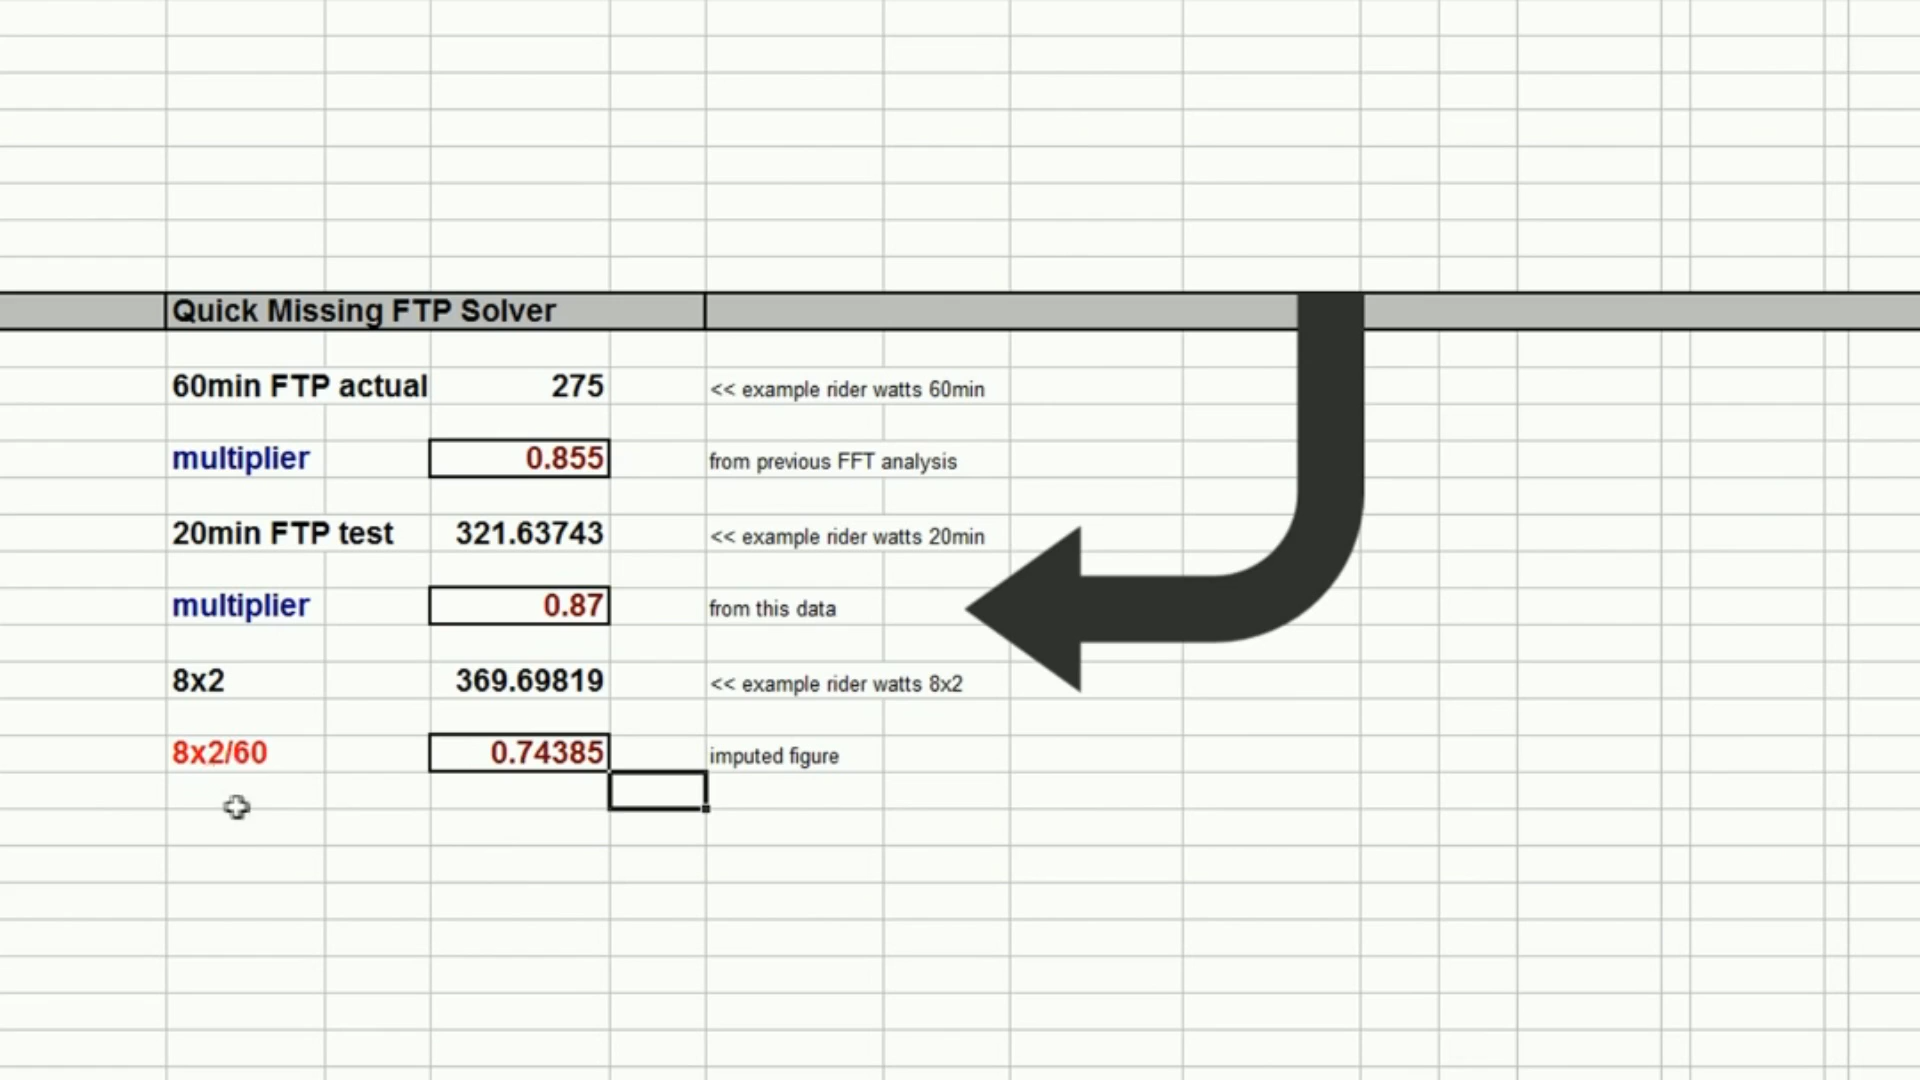 Quick Missing FTP Solver
60min FTP actual 275 << example rider watts 60min
multiplier 0.855 from previous FFT analysis
20min FTP test 321.63743 << example rider watts 20min
multiplier 0.87 from this data
8x2 369.69819 << example rider watts 8x2
8x2/60 0.74385 imputed figure